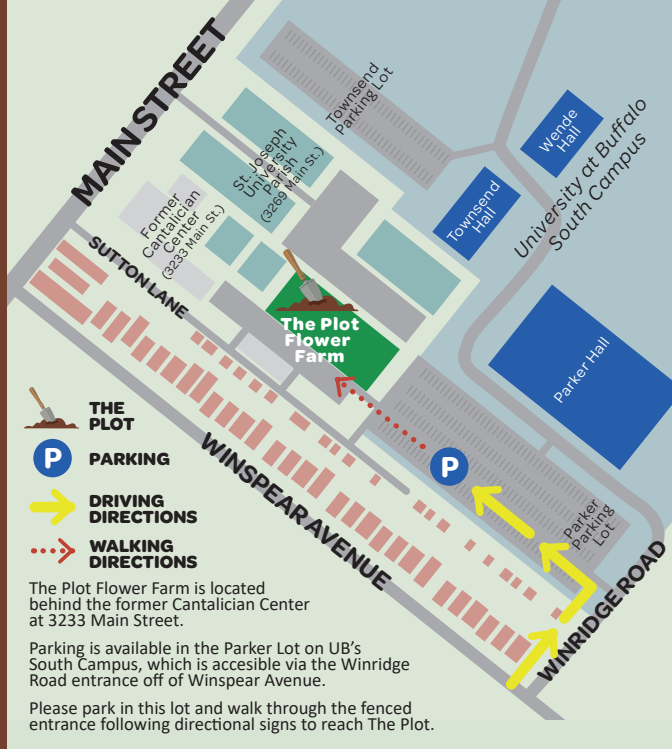 MAIN STREET
Townsend
Parking Lot
Wende
Hall
University at Buffalo
South Campus
St. Joseph
University
Parish
(3269 Main St.)
Townsend
Hall
Former
Cantalician
Center
(3233 Main St.)
SUTTON LANE
The Plot
Flower
Farm
Parker Hall
THE
PLOT
P
PARKING
P
DRIVING
DIRECTIONS
WALKING
DIRECTIONS
WINSPEAR AVENUE
Parker
Parking
Lot
WINRIDGE ROAD
The Plot Flower Farm is located
behind the former Cantalician Center
at 3233 Main Street.
Parking is available in the Parker Lot on UB’s
South Campus, which is accesible via the Winridge
Road entrance off of Winspear Avenue.
Please park in this lot and walk through the fenced
entrance following directional signs to reach The Plot.